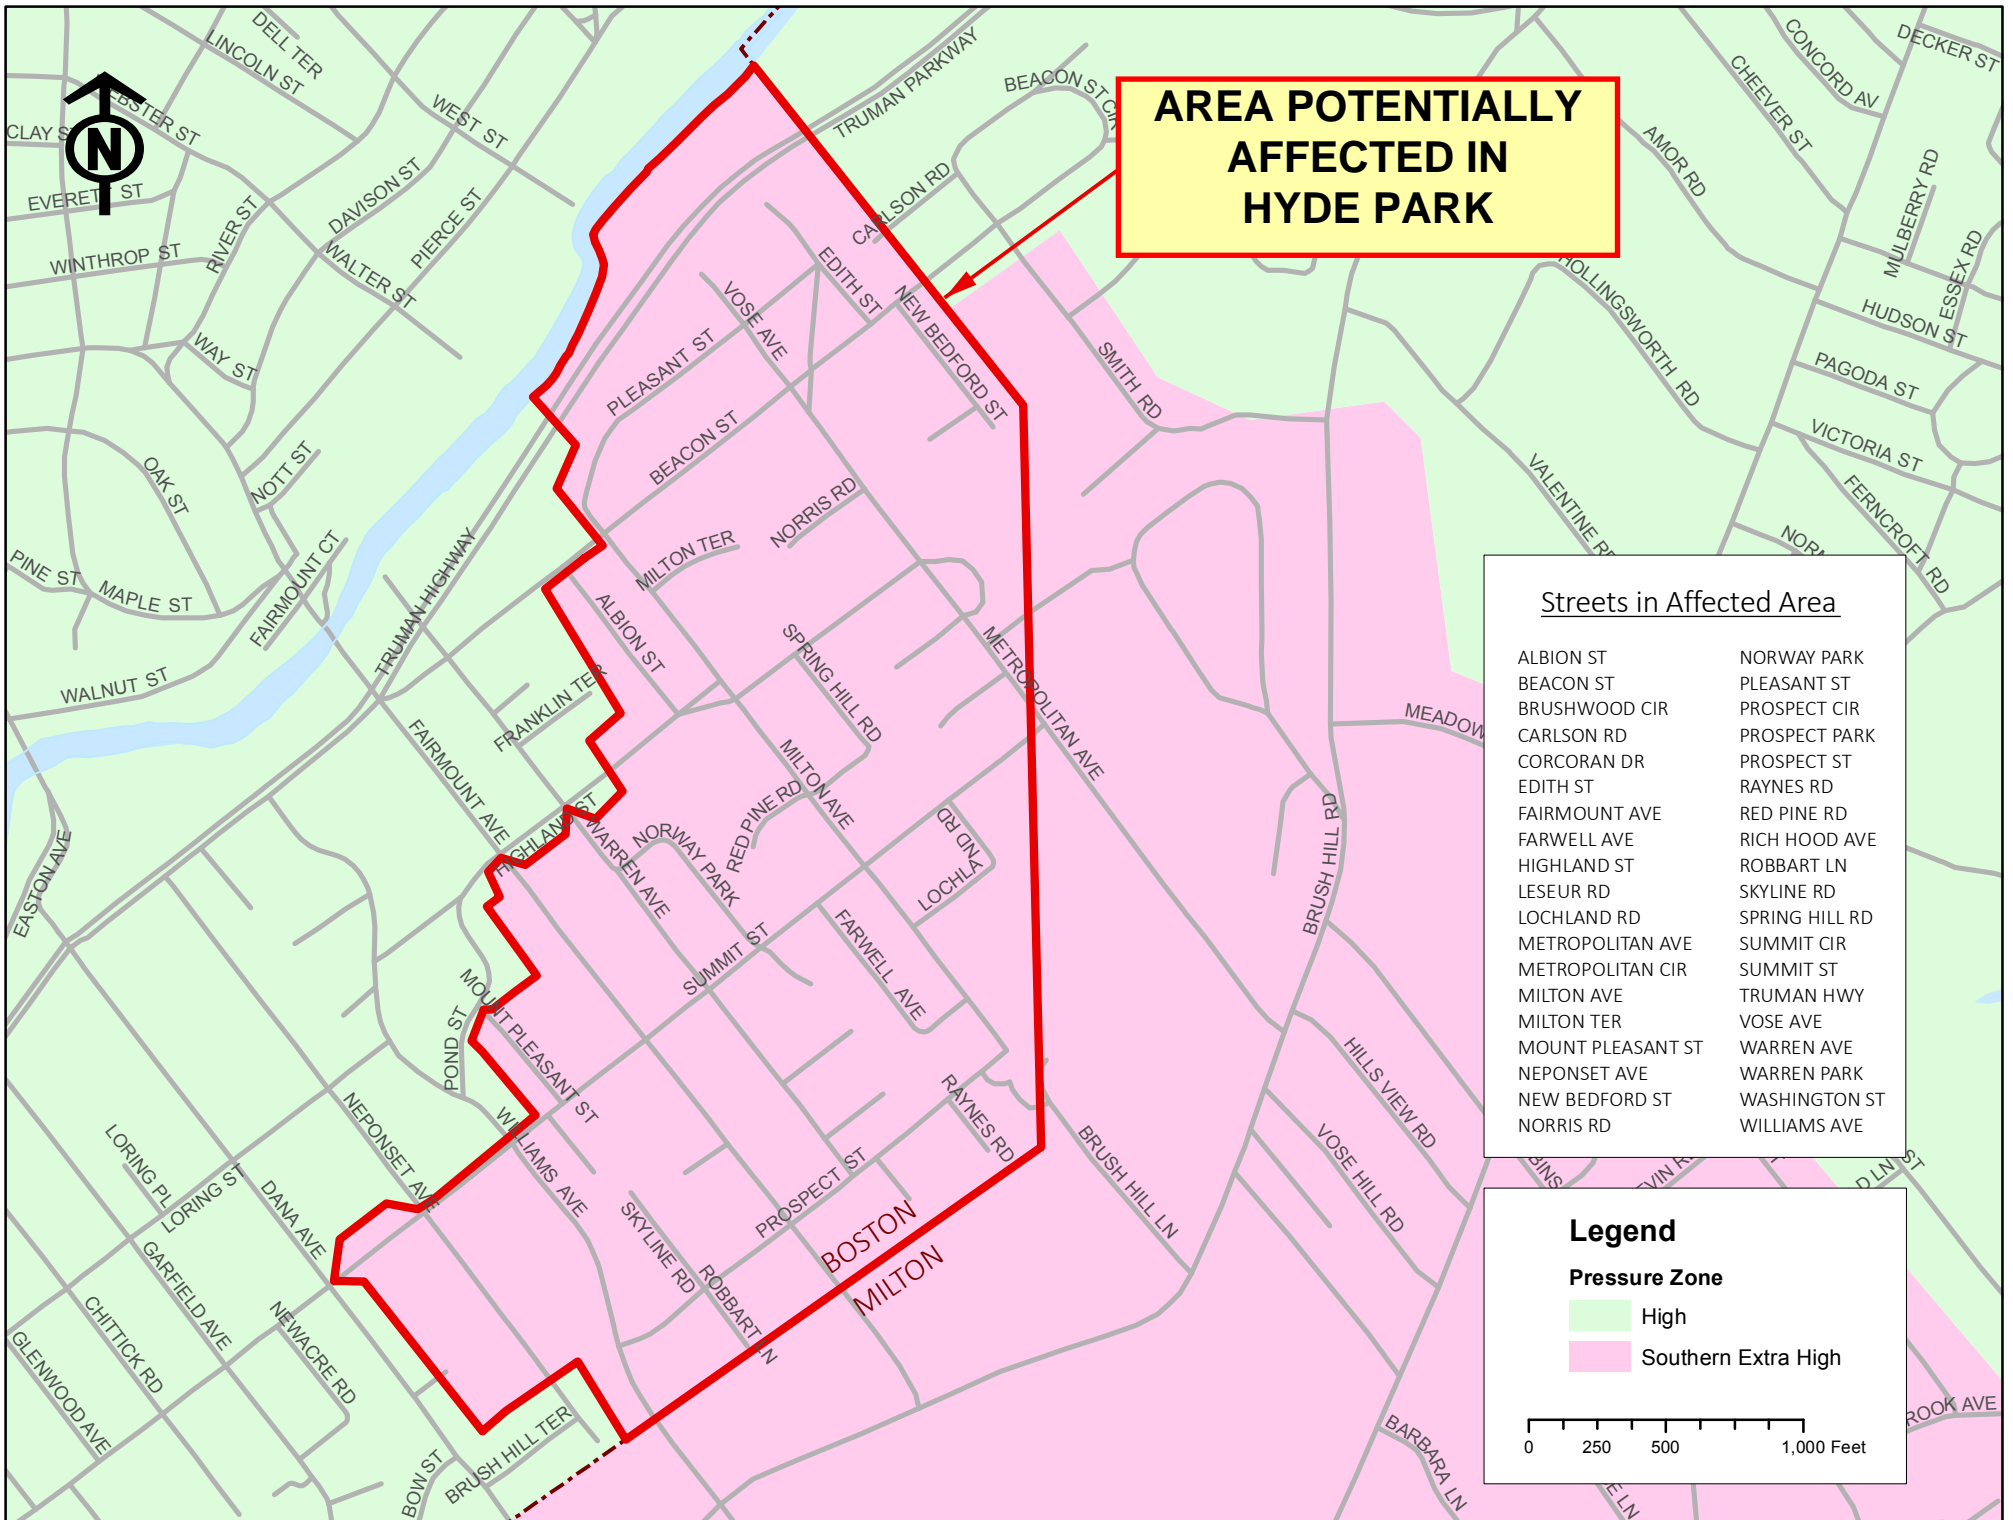 DELL TER
LINCOLN ST
WEST ST
N
CLAY S
EBSTER ST
EVERETT ST
WINTHROP ST
RIVER ST
DAVISON ST
WALTER ST
PIERCE ST
WAY ST
OAK ST
NOTT ST
PINE ST
MAPLE ST
FAIRMOUNT CT
WALNUT ST
TRUMAN HIGHWAY
TRUMAN PARKWAY
BEACON ST CIR
CARLSON RD
AREA POTENTIALLY
AFFECTED IN
HYDE PARK
DECKER ST
CONCORD AV
CHEEVER ST
AMOR RD
MULBERRY RD
ESSEX RD
HOLLINGSWORTH RD
HUDSON ST
PAGODA ST
VICTORIA ST
FERNCROFT RD
VALENTINE RD
NORM
EDITH ST
NEW BEDFORD ST
VOSE AVE
PLEASANT ST
BEACON ST
SMITH RD
NORRIS RD
MILTON TER
ALBION ST
SPRING HILL RD
METROPOLITAN AVE
FRANKLIN TER
FAIRMOUNT AVE
MILTON AVE
HIGHLAND ST
WARREN AVE
NORWAY PARK
RED PINE RD
LOCHLA
ND RD
MEADOW
BRUSH HILL RD
EASTON AVE
SUMMIT ST
FARWELL AVE
MOUNT PLEASANT ST
POND ST
NEPONSET AVE
WILLIAMS AVE
RAYNES RD
BRUSH HILL LN
HILLS VIEW RD
VOSE HILL RD
LORING PL
LORING ST
DANA AVE
GARFIELD AVE
CHITTICK RD
NEWACRE RD
GLENWOOD AVE
SKYLINE RD
PROSPECT ST
ROBBART LN
BOSTON
MILTON
BRUSH HILL TER
BOW ST
BARBARA LN
BINS
EVIN R
D LN
ST
ROOK AVE
E LN
Streets in Affected Area
ALBION ST
BEACON ST
BRUSHWOOD CIR
CARLSON RD
CORCORAN DR
EDITH ST
FAIRMOUNT AVE
FARWELL AVE
HIGHLAND ST
LESEUR RD
LOCHLAND RD
METROPOLITAN AVE
METROPOLITAN CIR
MILTON AVE
MILTON TER
MOUNT PLEASANT ST
NEPONSET AVE
NEW BEDFORD ST
NORRIS RD
NORWAY PARK
PLEASANT ST
PROSPECT CIR
PROSPECT PARK
PROSPECT ST
RAYNES RD
RED PINE RD
RICH HOOD AVE
ROBBART LN
SKYLINE RD
SPRING HILL RD
SUMMIT CIR
SUMMIT ST
TRUMAN HWY
VOSE AVE
WARREN AVE
WARREN PARK
WASHINGTON ST
WILLIAMS AVE
Legend
Pressure Zone
High
Southern Extra High
0 250 500 1,000 Feet